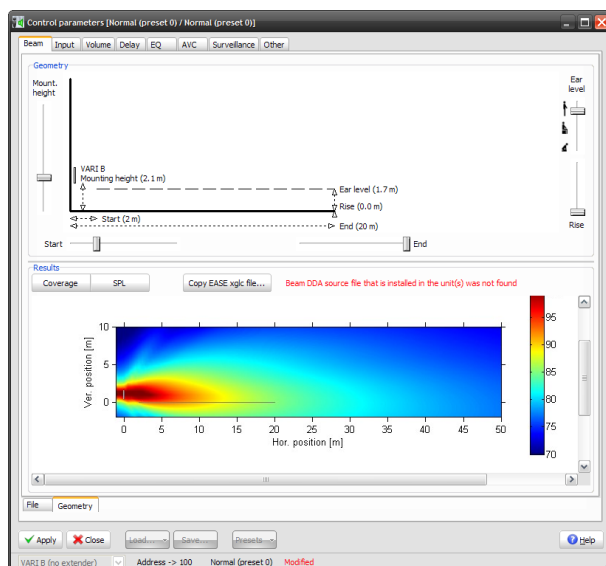 Control parameters [Normal (preset 0) / Normal (preset 0)]
Beam Input Volume Delay EQ AVC Surveillance Other
Geometry
Mount. height
Ear level
VARI B
Mounting height (2.1 m)
Ear level (1.7 m)
Rise (0.0 m)
Start (2 m)
End (20 m)
Rise
Start
End
Results
Coverage SPL Copy EASE xglc file... Beam DDA source file that is installed in the unit(s) was not found
10
5
0
Ver. position [m]
0 5 10 15 20 25 30 35 40 45 50
Hor. position [m]
95
90
85
80
75
70
File Geometry
Apply Close Load... Save... Presets Help
VARI B (no extender) Address -> 100 Normal (preset 0) Modified